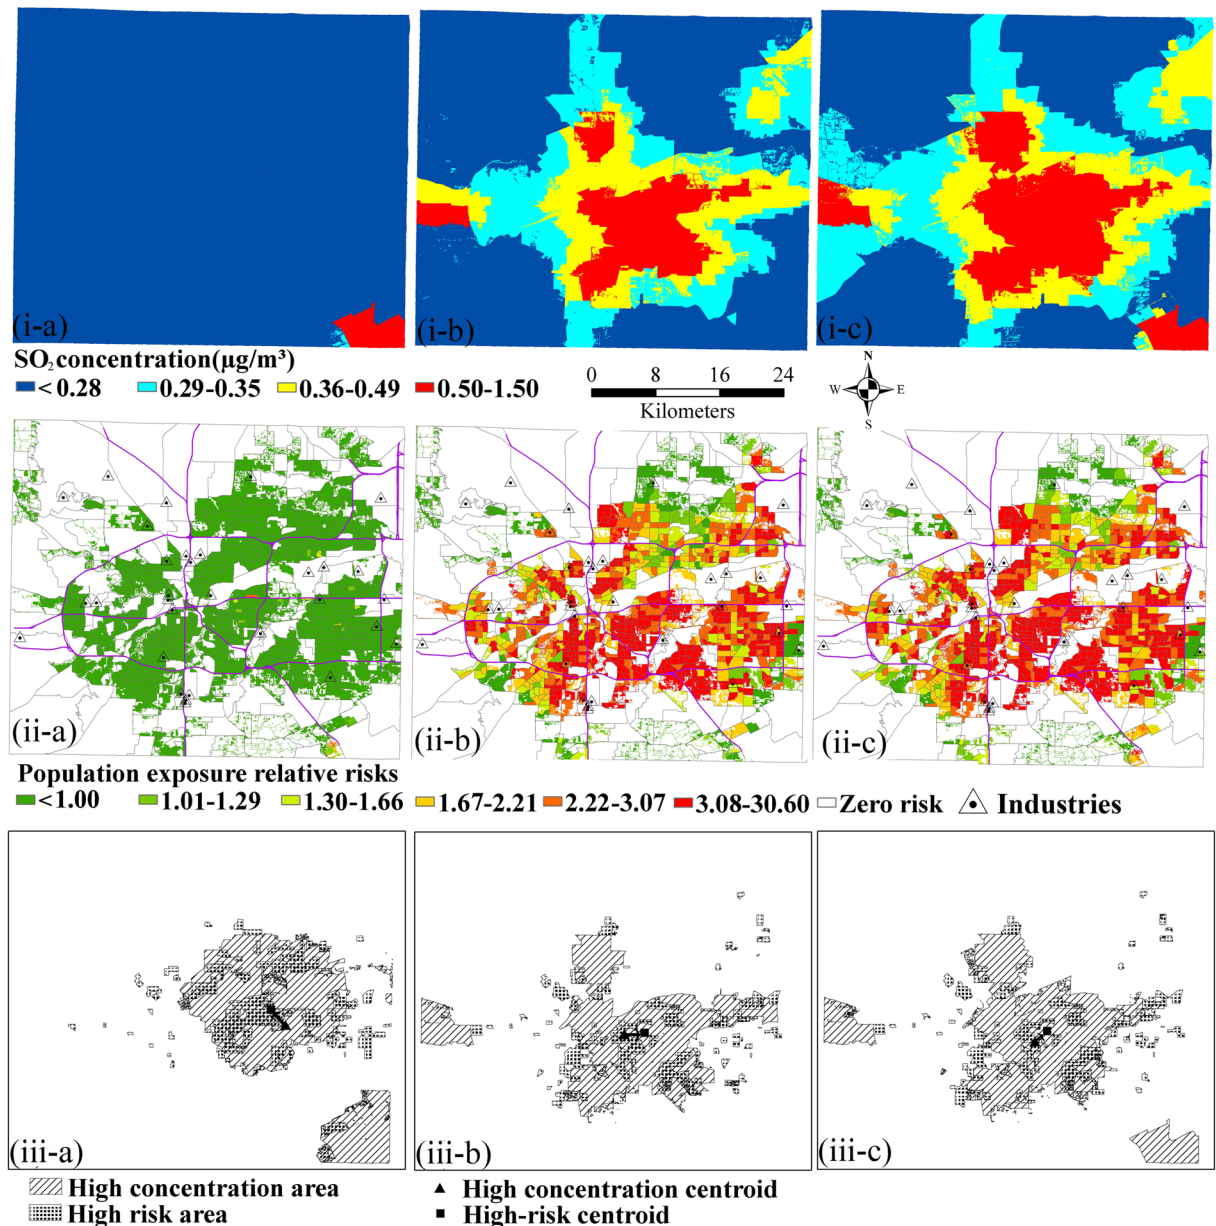 (i-a)
(i-b)
(i-c)
SO₂ concentration(µg/m³)
< 0.28 0.29-0.35 0.36-0.49 0.50-1.50
0 8 16 24
Kilometers
N
W E
S
(ii-a)
(ii-b)
(ii-c)
Population exposure relative risks
<1.00 1.01-1.29 1.30-1.66 1.67-2.21 2.22-3.07 3.08-30.60 Zero risk Industries
(iii-a)
(iii-b)
(iii-c)
High concentration area
High risk area
High concentration centroid
High-risk centroid